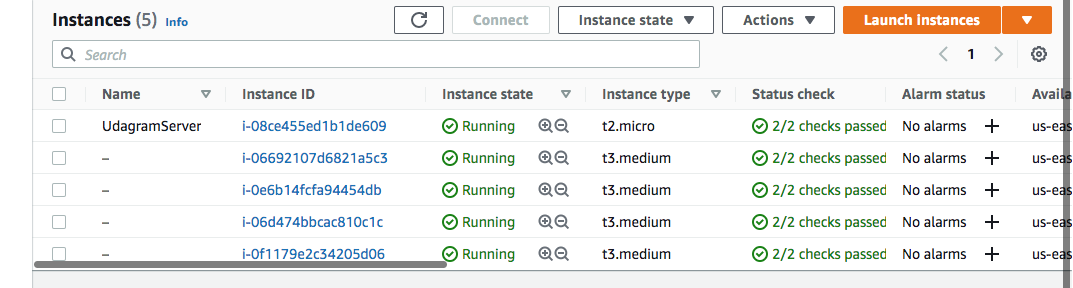 Instances (5) Info Connect Instance state Actions Launch instances
Search 1
Name Instance ID Instance state Instance type Status check Alarm status Availa
UdagramServer i-08ce455ed1b1de609 Running t2.micro 2/2 checks passed No alarms us-eas
– i-06692107d6821a5c3 Running t3.medium 2/2 checks passed No alarms us-eas
– i-0e6b14fcfa94454db Running t3.medium 2/2 checks passed No alarms us-eas
– i-06d474bbcac810c1c Running t3.medium 2/2 checks passed No alarms us-eas
– i-0f1179e2c34205d06 Running t3.medium 2/2 checks passed No alarms us-eas